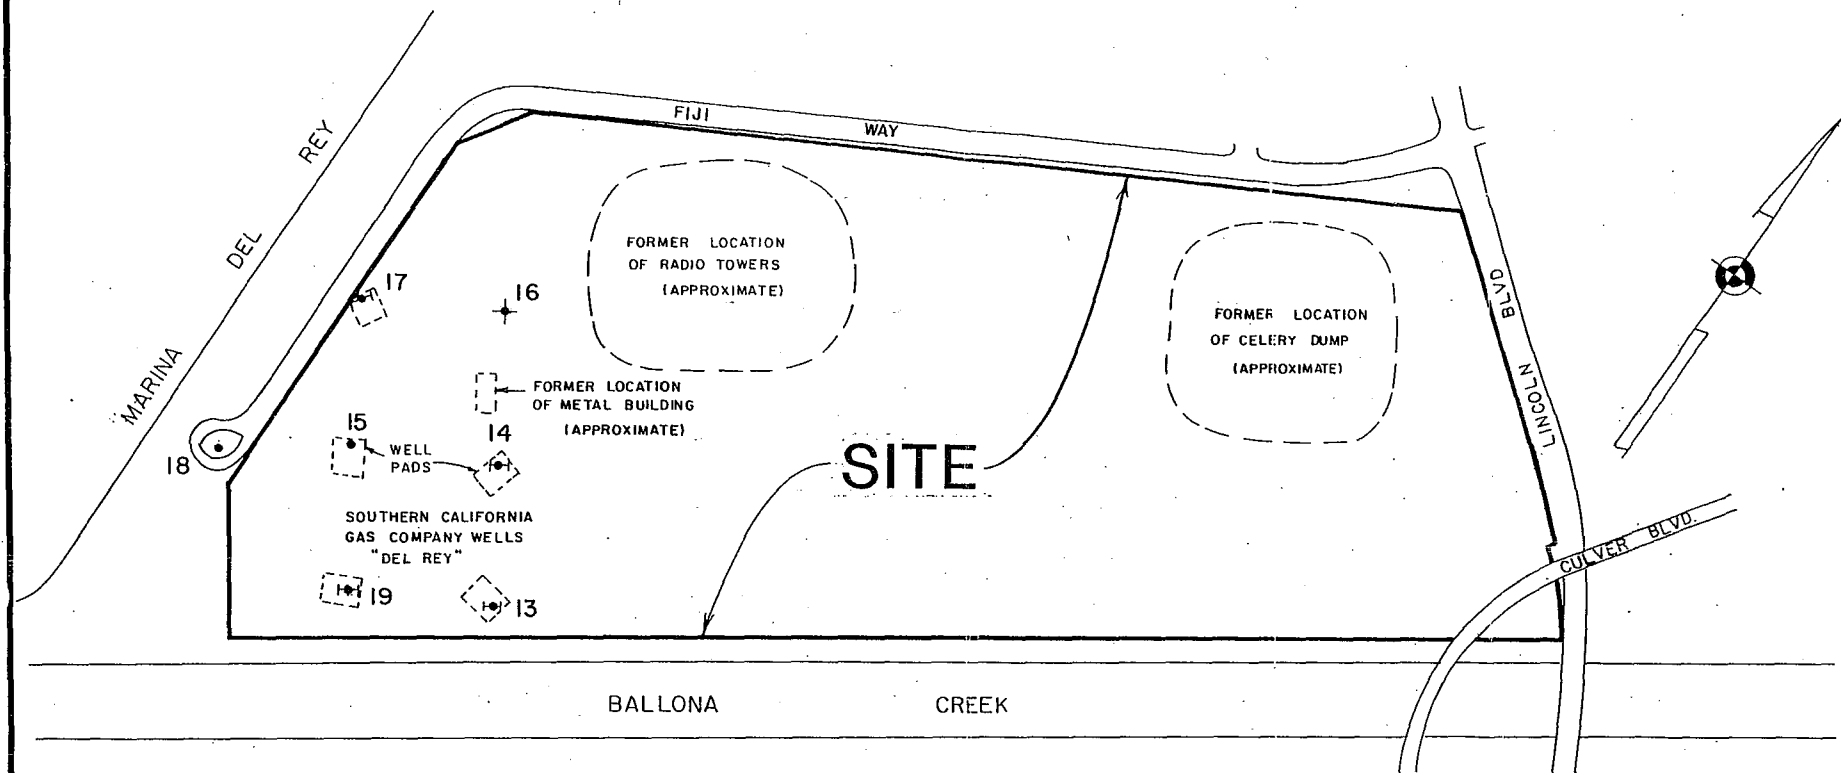 FIJI WAY
MARINA DEL REY
FORMER LOCATION
OF RADIO TOWERS
(APPROXIMATE)
17
16
FORMER LOCATION
OF CELERY DUMP
(APPROXIMATE)
LINCOLN BLVD
FORMER LOCATION
OF METAL BUILDING
(APPROXIMATE)
15
14
18
WELL
PADS
SITE
SOUTHERN CALIFORNIA
GAS COMPANY WELLS
"DEL REY"
CULVER BLVD.
19
13
BALLONA CREEK